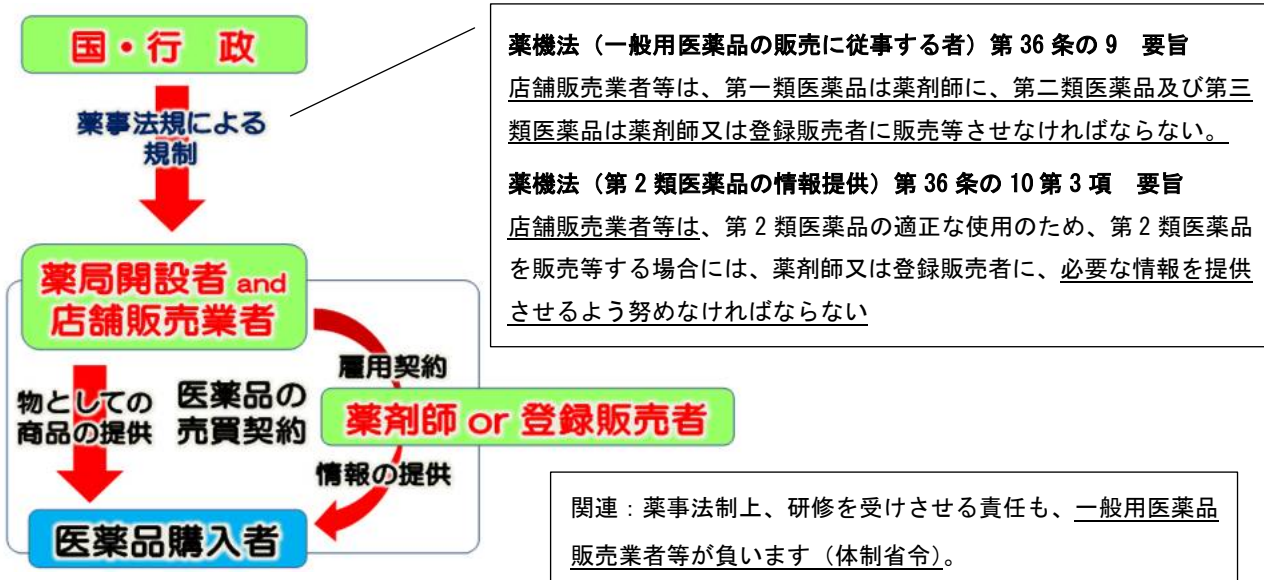 国・行 政
薬事法規による
規制
薬機法（一般用医薬品の販売に従事する者）第 36 条の 9　要旨
店舗販売業者等は、第一類医薬品は薬剤師に、第二類医薬品及び第三
類医薬品は薬剤師又は登録販売者に販売等させなければならない。
薬機法（第 2 類医薬品の情報提供）第 36 条の 10 第 3 項　要旨
店舗販売業者等は、第 2 類医薬品の適正な使用のため、第 2 類医薬品
を販売等する場合には、薬剤師又は登録販売者に、必要な情報を提供
させるよう努めなければならない
薬局開設者 and
店舗販売業者
雇用契約
物としての
商品の提供
医薬品の
売買契約
薬剤師 or 登録販売者
情報の提供
医薬品購入者
関連：薬事法制上、研修を受けさせる責任も、一般用医薬品
販売業者等が負います（体制省令）。